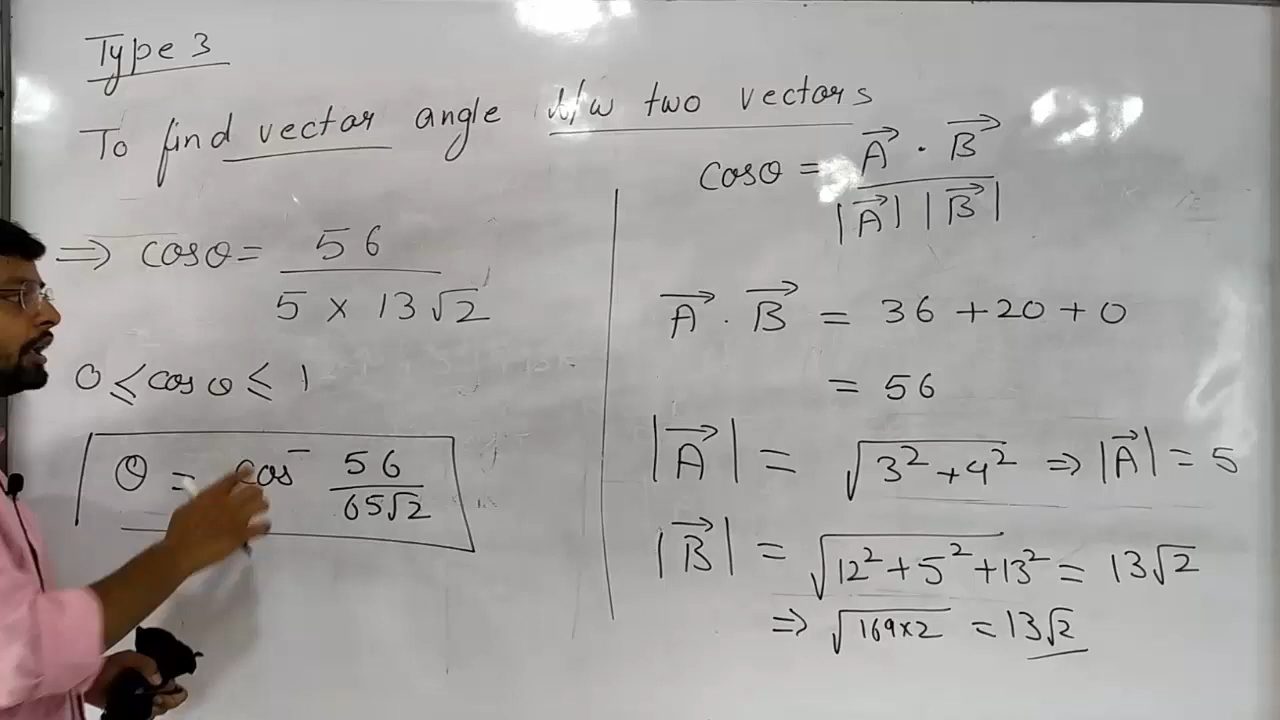 Type 3
To find vector angle b/w two vectors
cosθ = A⃗ · B⃗ / |A⃗| |B⃗|
⇒ cosθ = 56 / 5 × 13√2
0 ≤ cos θ ≤ 1
θ = cos⁻ 56 / 65√2
A⃗ · B⃗ = 36 + 20 + 0
= 56
|A⃗| = √3² + 4² ⇒ |A⃗| = 5
|B⃗| = √12² + 5² + 13² = 13√2
⇒ √169×2 = 13√2